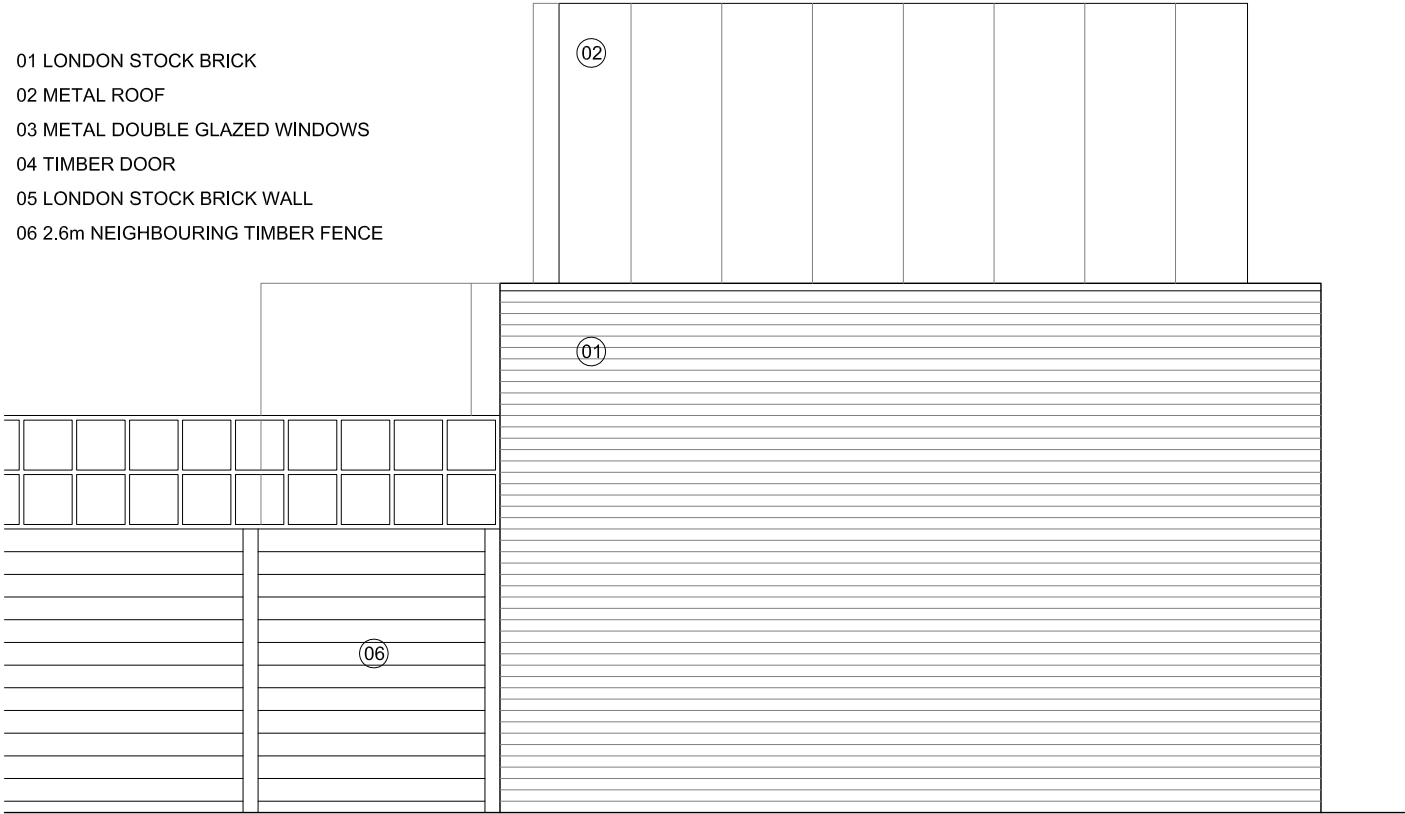 01 LONDON STOCK BRICK
02 METAL ROOF
03 METAL DOUBLE GLAZED WINDOWS
04 TIMBER DOOR
05 LONDON STOCK BRICK WALL
06 2.6m NEIGHBOURING TIMBER FENCE
02
01
06